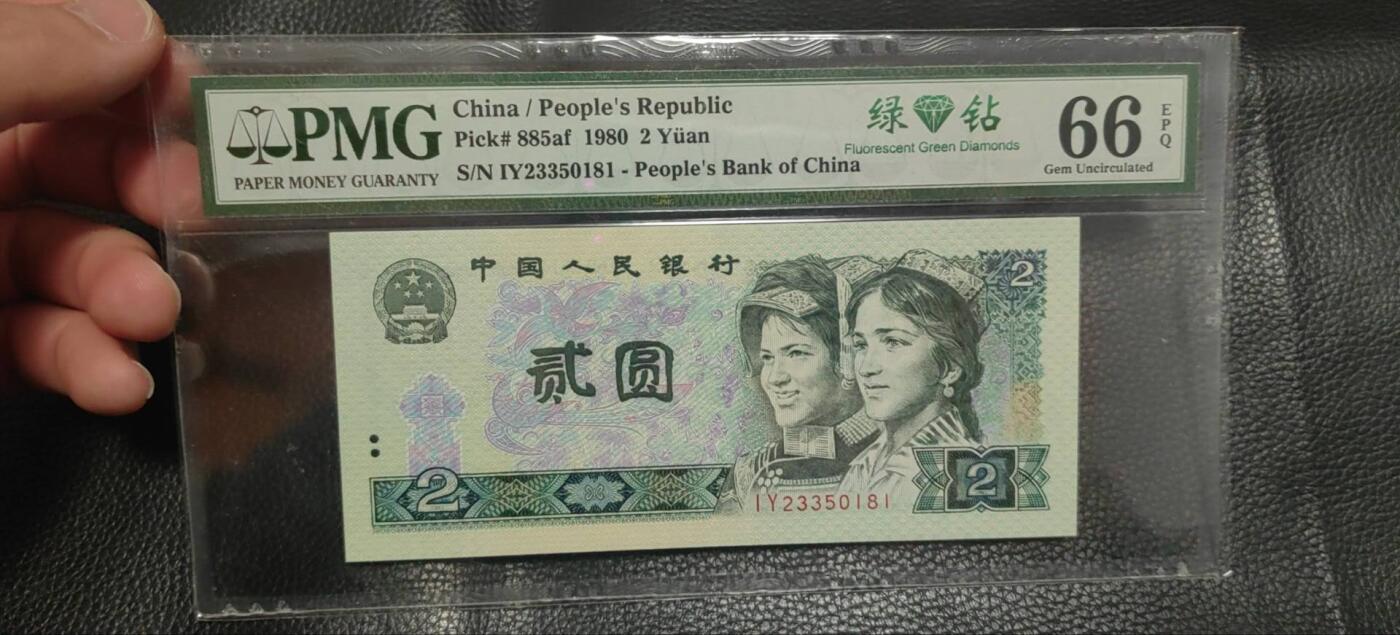 PMG
PAPER MONEY GUARANTY
China / People's Republic
Pick# 885af 1980 2 Yüan
S/N IY23350181 - People's Bank of China
绿 钻
Fluorescent Green Diamonds
66
EPQ
Gem Uncirculated
中国人民银行
2
贰圆
2
IY23350181
2